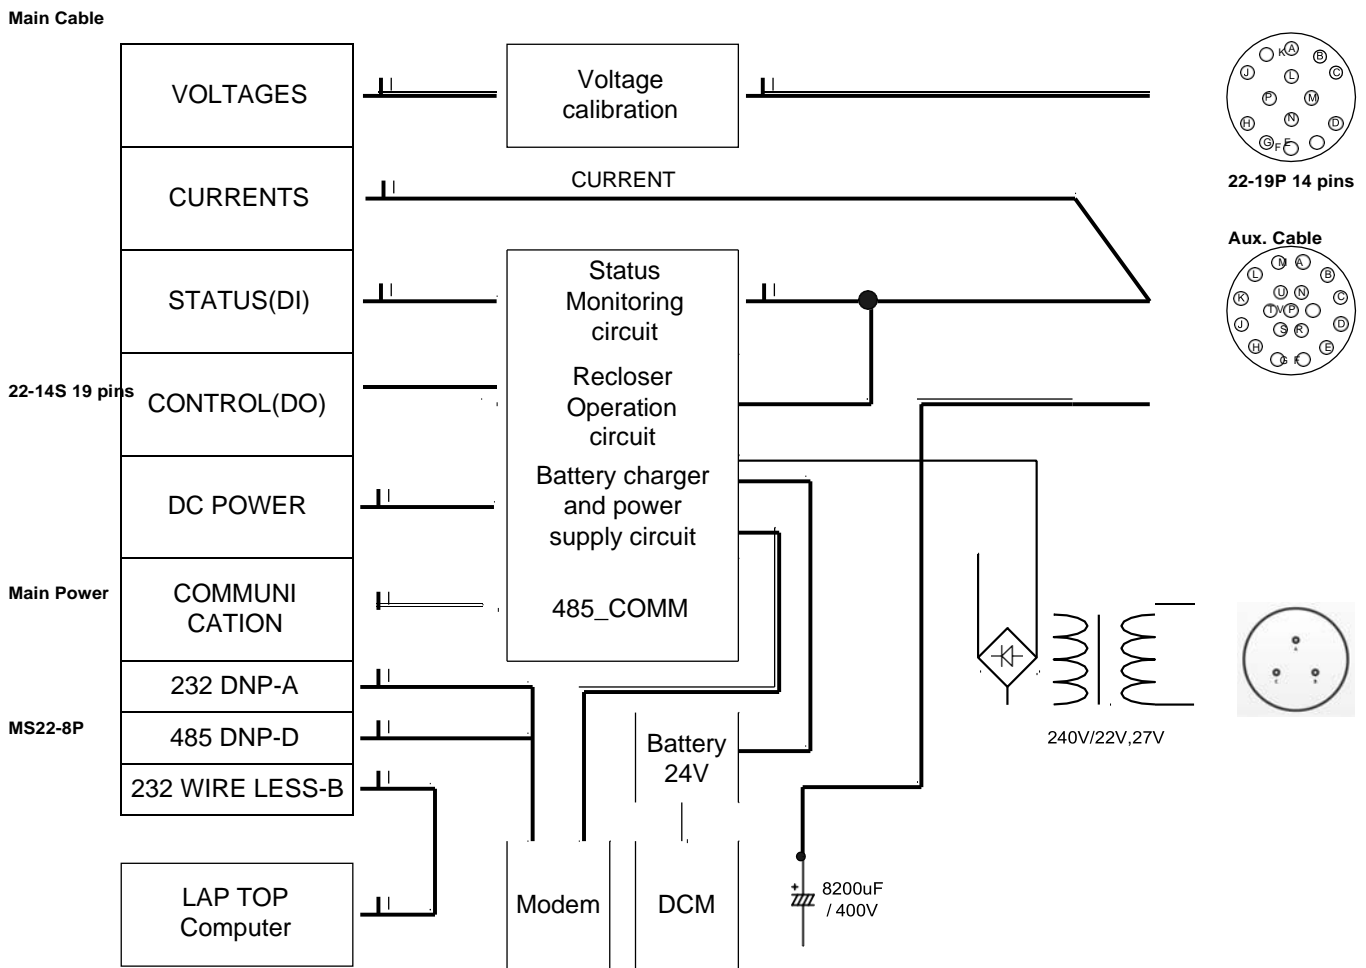 Main Cable
VOLTAGES
Voltage
calibration
K A
B
J
L
C
P
M
H
N
D
G
F
E
22-19P 14 pins
CURRENTS
CURRENT
Aux. Cable
M A
L
B
U N
K
C
T V P
J
D
S R
H
E
G F
STATUS(DI)
Status
Monitoring
circuit
22-14S 19 pins
CONTROL(DO)
Recloser
Operation
circuit
DC POWER
Battery charger
and power
supply circuit
Main Power
COMMUNI
CATION
485_COMM
232 DNP-A
MS22-8P
485 DNP-D
Battery
24V
240V/22V,27V
A
C
B
232 WIRE LESS-B
LAP TOP
Computer
Modem
DCM
+
8200uF
/ 400V